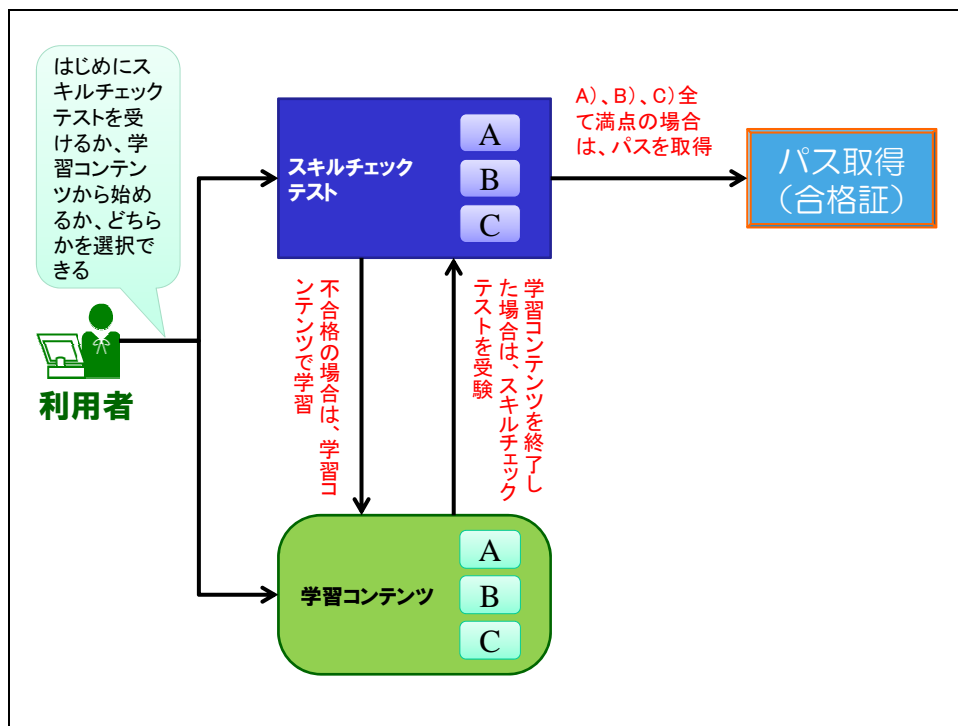 はじめにス
キルチェック
テストを受
けるか、学
習コンテン
ツから始め
るか、どちら
かを選択で
きる
利用者
スキルチェック
テスト
A
B
C
A)、B)、C)全
て満点の場合
は、パスを取得
パス取得
（合格証）
不合格の場合は、学習コ
ンテンツで学習
学習コンテンツを終了し
た場合は、スキルチェック
テストを受験
学習コンテンツ
A
B
C